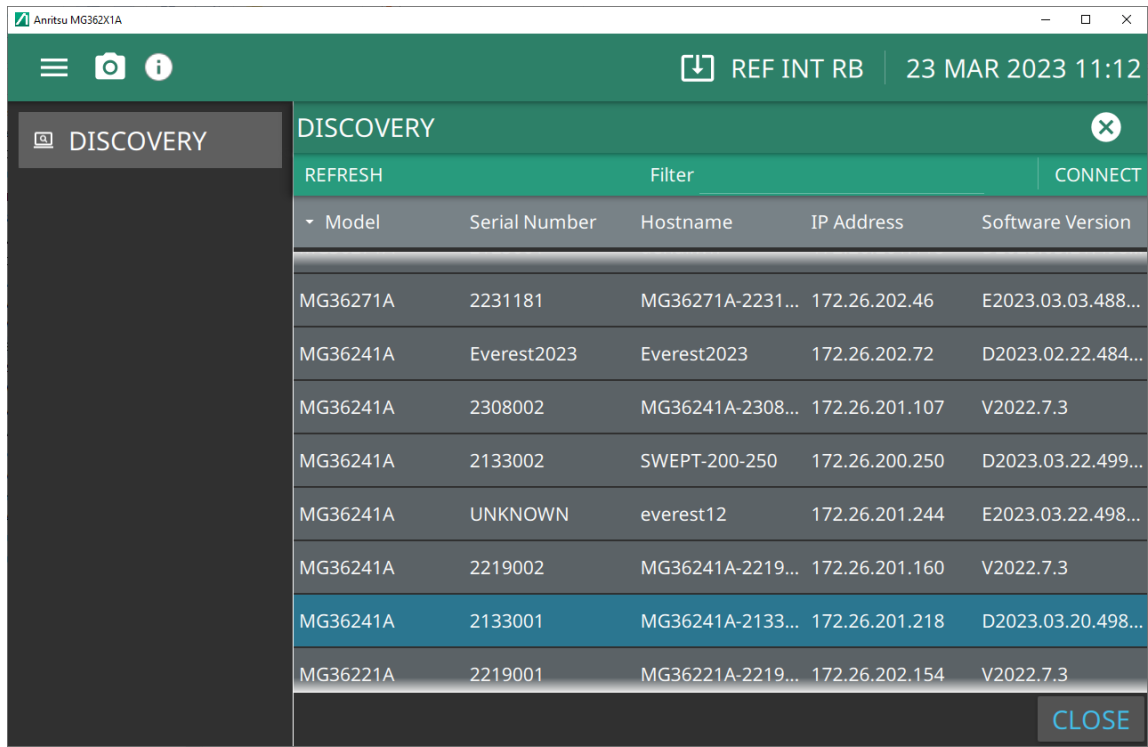 Anritsu MG362X1A
REF INT RB 23 MAR 2023 11:12
DISCOVERY
DISCOVERY
REFRESH Filter CONNECT
Model Serial Number Hostname IP Address Software Version
MG36271A 2231181 MG36271A-2231... 172.26.202.46 E2023.03.03.488...
MG36241A Everest2023 Everest2023 172.26.202.72 D2023.02.22.484...
MG36241A 2308002 MG36241A-2308... 172.26.201.107 V2022.7.3
MG36241A 2133002 SWEPT-200-250 172.26.200.250 D2023.03.22.499...
MG36241A UNKNOWN everest12 172.26.201.244 E2023.03.22.498...
MG36241A 2219002 MG36241A-2219... 172.26.201.160 V2022.7.3
MG36241A 2133001 MG36241A-2133... 172.26.201.218 D2023.03.20.498...
MG36221A 2219001 MG36221A-2219... 172.26.202.154 V2022.7.3
CLOSE